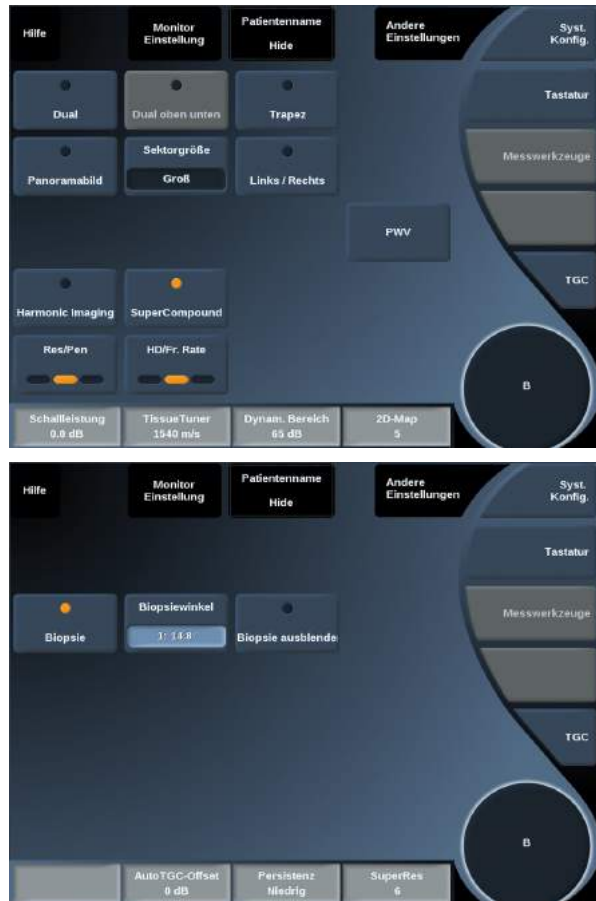 Hilfe
Monitor
Einstellung
Patientenname
Hide
Andere
Einstellungen
Syst.
Konfig.
Dual
Dual oben unten
Trapez
Tastatur
Panoramabild
Sektorgröße
Groß
Links / Rechts
Messwerkzeuge
PWV
TGC
Harmonic Imaging
SuperCompound
Res/Pen
HD/Fr. Rate
B
Schallleistung
0.0 dB
TissueTuner
1540 m/s
Dynam. Bereich
65 dB
2D-Map
5
Hilfe
Monitor
Einstellung
Patientenname
Hide
Andere
Einstellungen
Syst.
Konfig.
Tastatur
Biopsie
Biopsiewinkel
1: 14.8
Biopsie ausblende
Messwerkzeuge
TGC
B
AutoTGC-Offset
0 dB
Persistenz
Niedrig
SuperRes
6